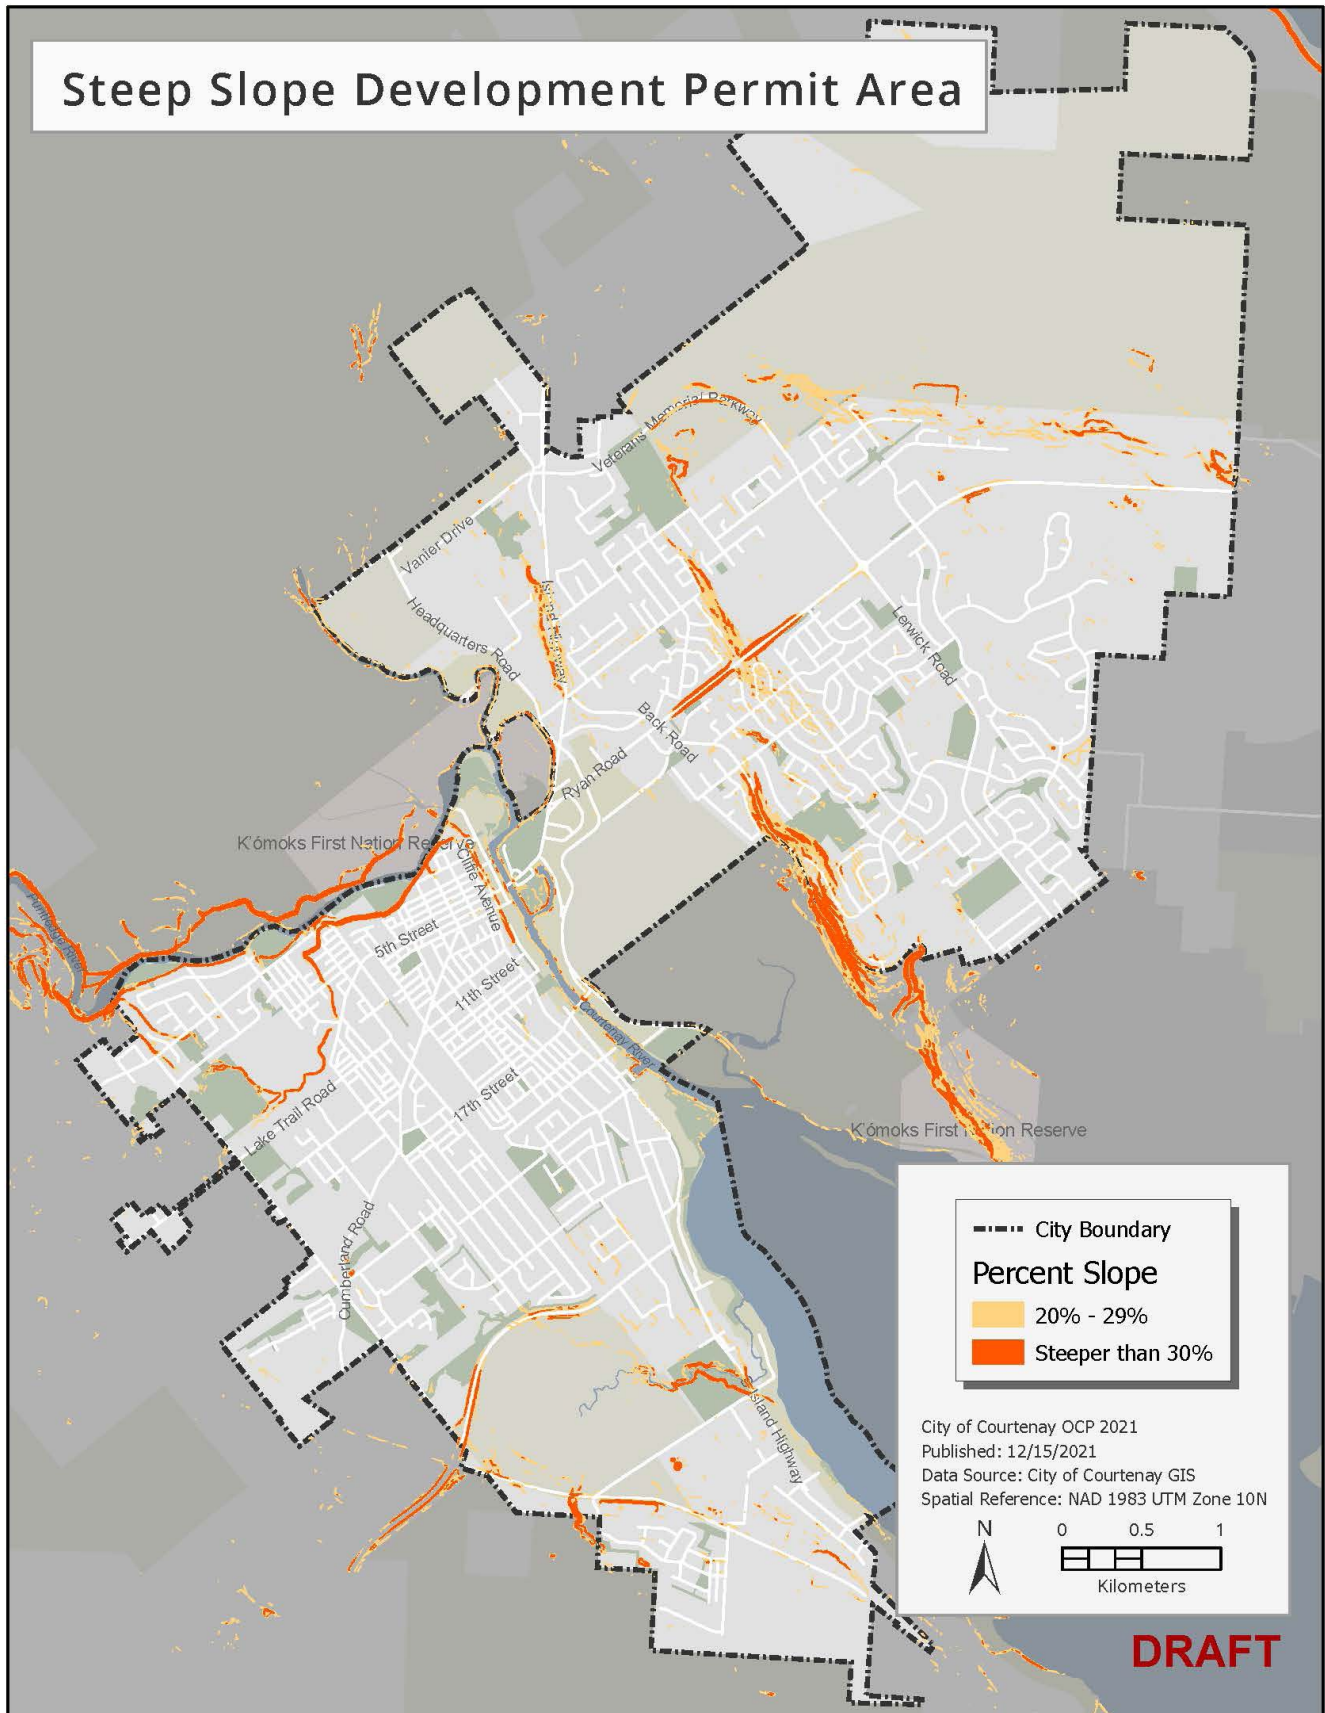 Steep Slope Development Permit Area
Veterans' Memorial Parkway
Vanier Drive
Island Highway
Headquarters Road
Lerwick Road
Back Road
Ryan Road
K'ómoks First Nation Reserve
Cliffe Avenue
Puntledge River
5th Street
11th Street
Courtenay River
17th Street
Lake Trail Road
K'ómoks First Nation Reserve
Cumberland Road
S Island Highway
City Boundary
Percent Slope
20% - 29%
Steeper than 30%
City of Courtenay OCP 2021
Published: 12/15/2021
Data Source: City of Courtenay GIS
Spatial Reference: NAD 1983 UTM Zone 10N
N
0 0.5 1
Kilometers
DRAFT